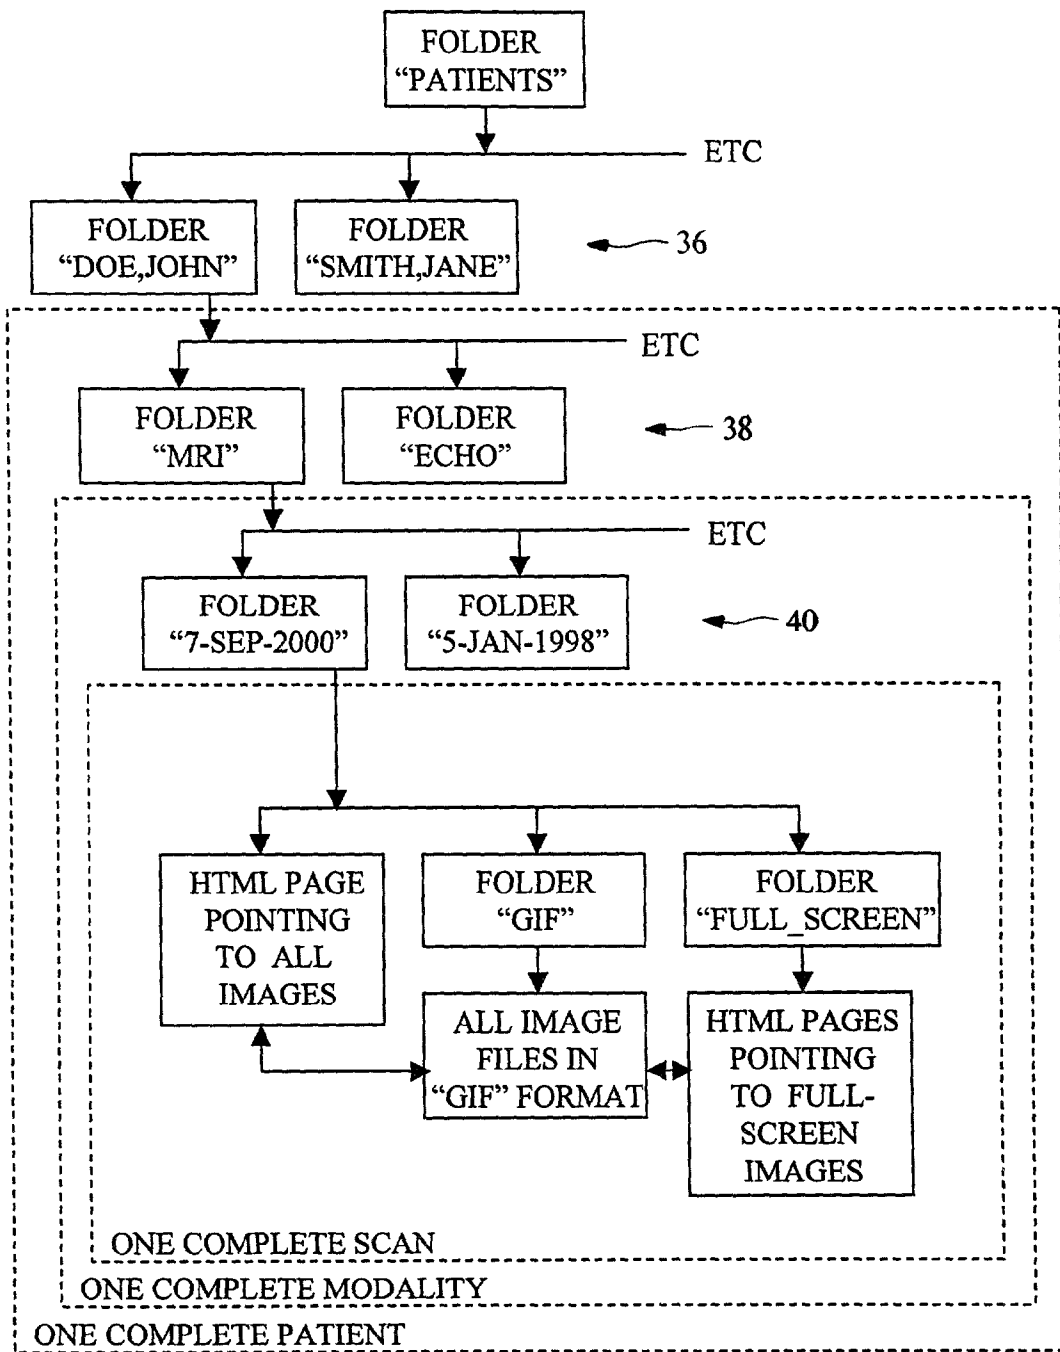 FOLDER
“PATIENTS”
ETC
FOLDER
“DOE,JOHN”
FOLDER
“SMITH,JANE”
36
ETC
FOLDER
“MRI”
FOLDER
“ECHO”
38
ETC
FOLDER
“7-SEP-2000”
FOLDER
“5-JAN-1998”
40
HTML PAGE
POINTING
TO ALL
IMAGES
FOLDER
“GIF”
FOLDER
“FULL_SCREEN”
ALL IMAGE
FILES IN
“GIF” FORMAT
HTML PAGES
POINTING
TO FULL-
SCREEN
IMAGES
ONE COMPLETE SCAN
ONE COMPLETE MODALITY
ONE COMPLETE PATIENT